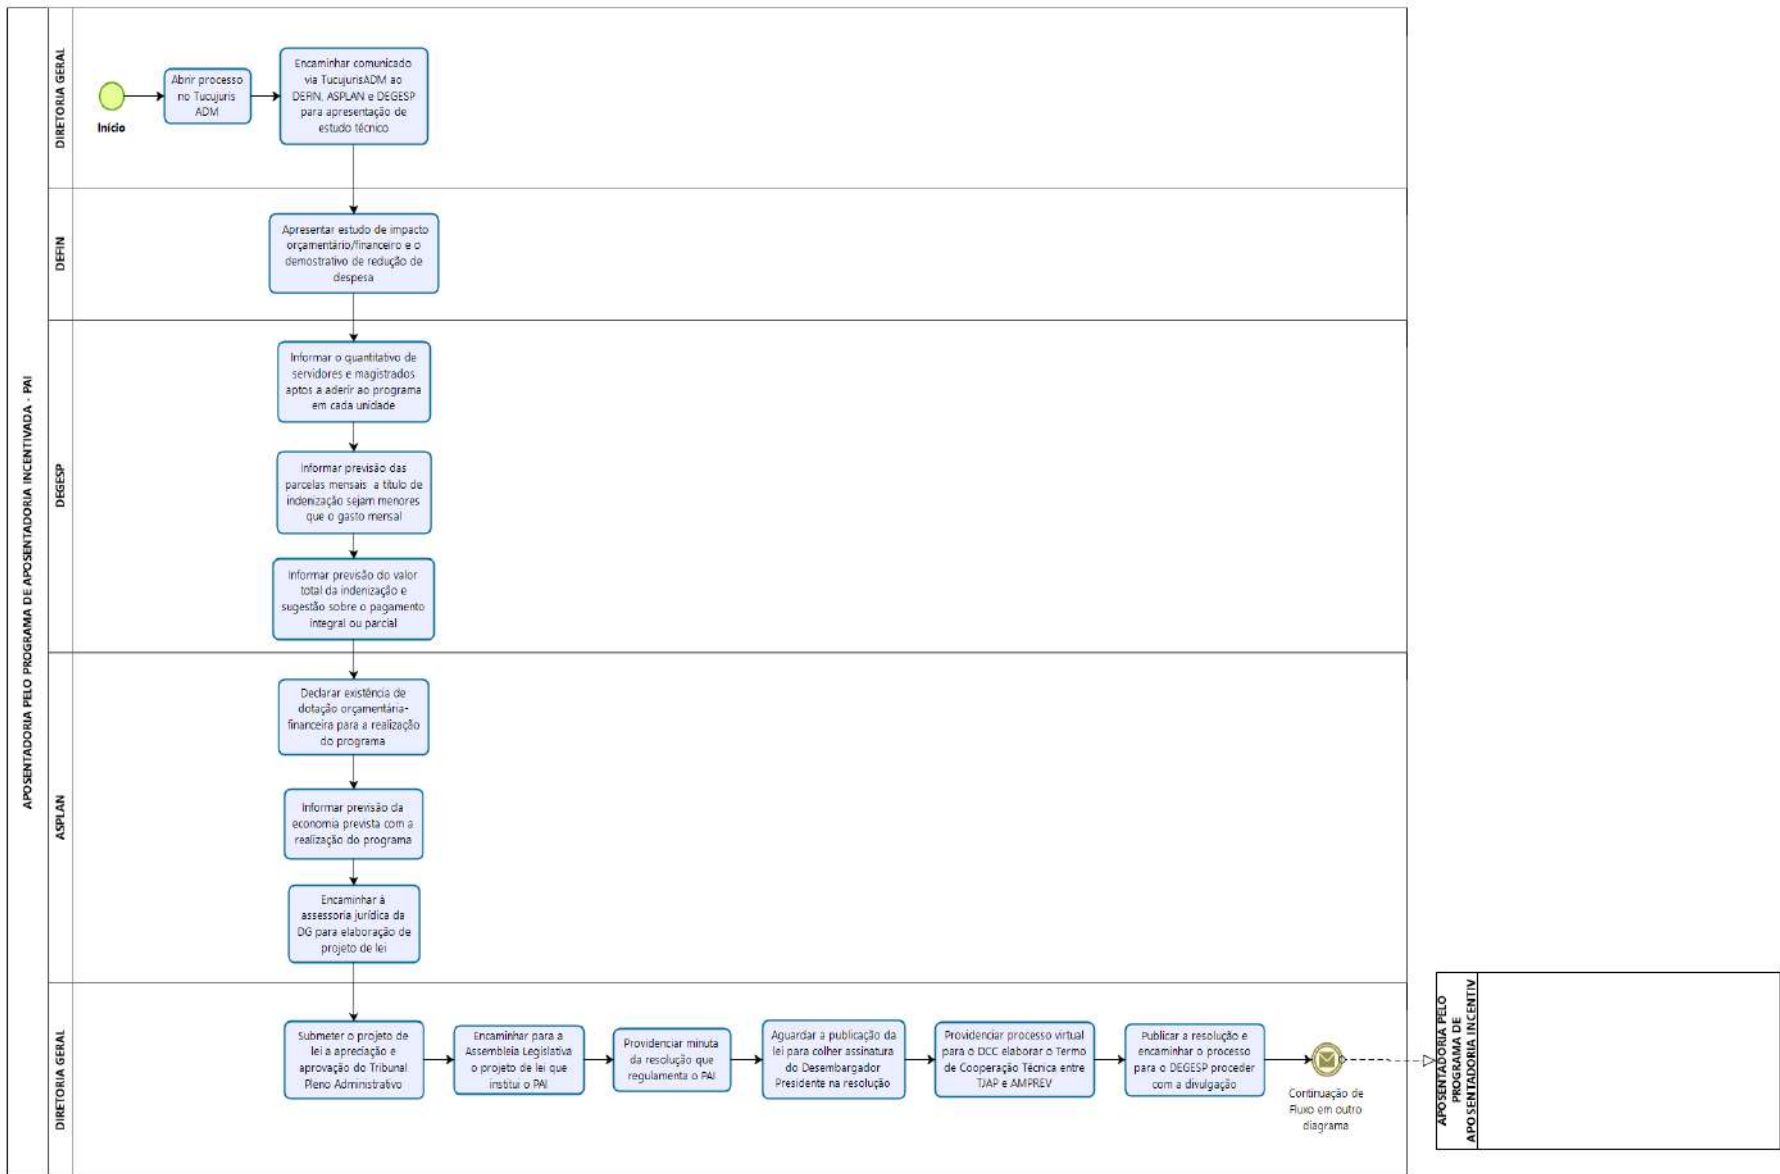 APOSENTADORIA PELO PROGRAMA DE APOSENTADORIA INCENTIVADA - PAI
DIRETORIA GERAL
Início
Abrir processo
no Tucujuris
ADM
Encaminhar comunicado
via TucujurisADM ao
DEFIN, ASPLAN e DEGESP
para apresentação de
estudo técnico
DEFIN
Apresentar estudo de impacto
orçamentário/financeiro e o
demostrativo de redução de
despesa
DEGESP
Informar o quantitativo de
servidores e magistrados
aptos a aderir ao programa
em cada unidade
Informar previsão das
parcelas mensais a título de
indenização sejam menores
que o gasto mensal
Informar previsão do valor
total da indenização e
sugestão sobre o pagamento
integral ou parcial
ASPLAN
Declarar existência de
dotação orçamentária-
financeira para a realização
do programa
Informar previsão da
economia prevista com a
realização do programa
Encaminhar à
assessoria jurídica da
DG para elaboração de
projeto de lei
DIRETORIA GERAL
Submeter o projeto de
lei a apreciação e
aprovação do Tribunal
Pleno Administrativo
Encaminhar para a
Assembleia Legislativa
o projeto de lei que
institui o PAI
Providenciar minuta
da resolução que
regulamenta o PAI
Aguardar a publicação da
lei para colher assinatura
do Desembargador
Presidente na resolução
Providenciar processo virtual
para o DCC elaborar o Termo
de Cooperação Técnica entre
TJAP e AMPREV
Publicar a resolução e
encaminhar o processo
para o DEGESP proceder
com a divulgação
Continuação de
Fluxo em outro
diagrama
APOSENTADORIA PELO
PROGRAMA DE
APOSENTADORIA INCENTIV